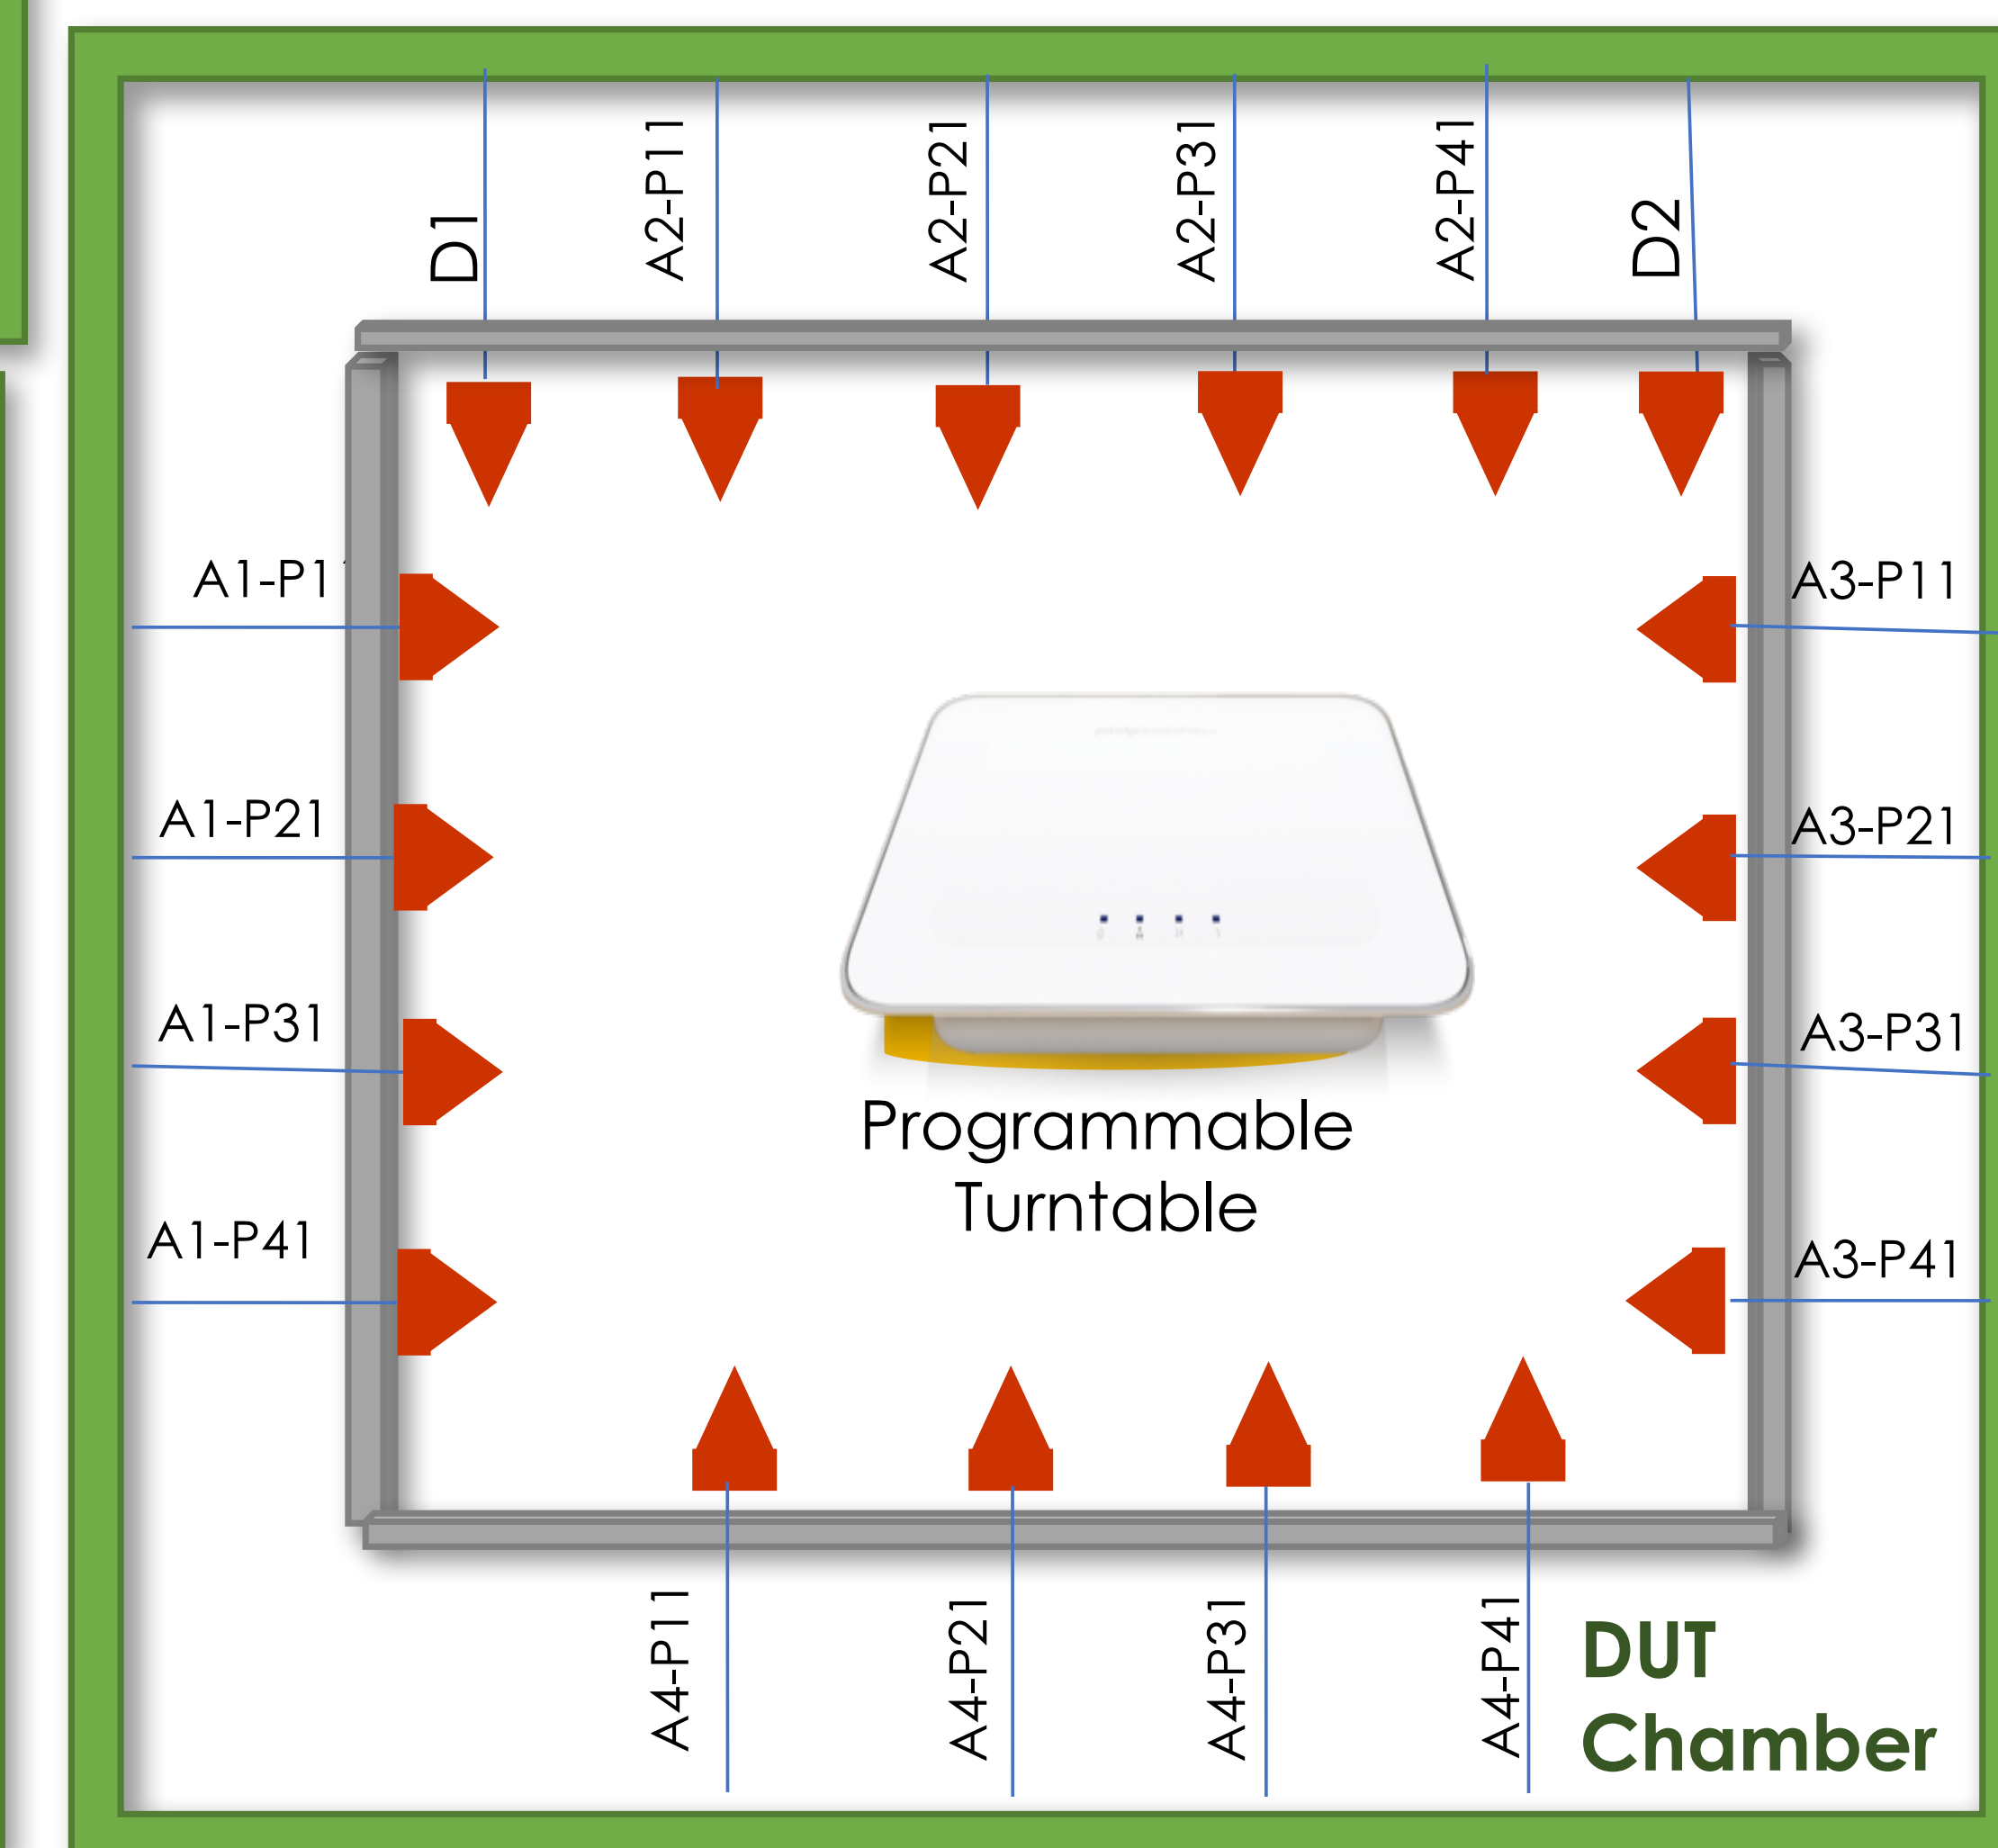 D1
A2-P11
A2-P21
A2-P31
A2-P41
D2
A1-P1
A3-P11
A1-P21
A3-P21
A1-P31
A3-P31
Programmable
Turntable
A1-P41
A3-P41
A4-P11
A4-P21
A4-P31
A4-P41
DUT
Chamber